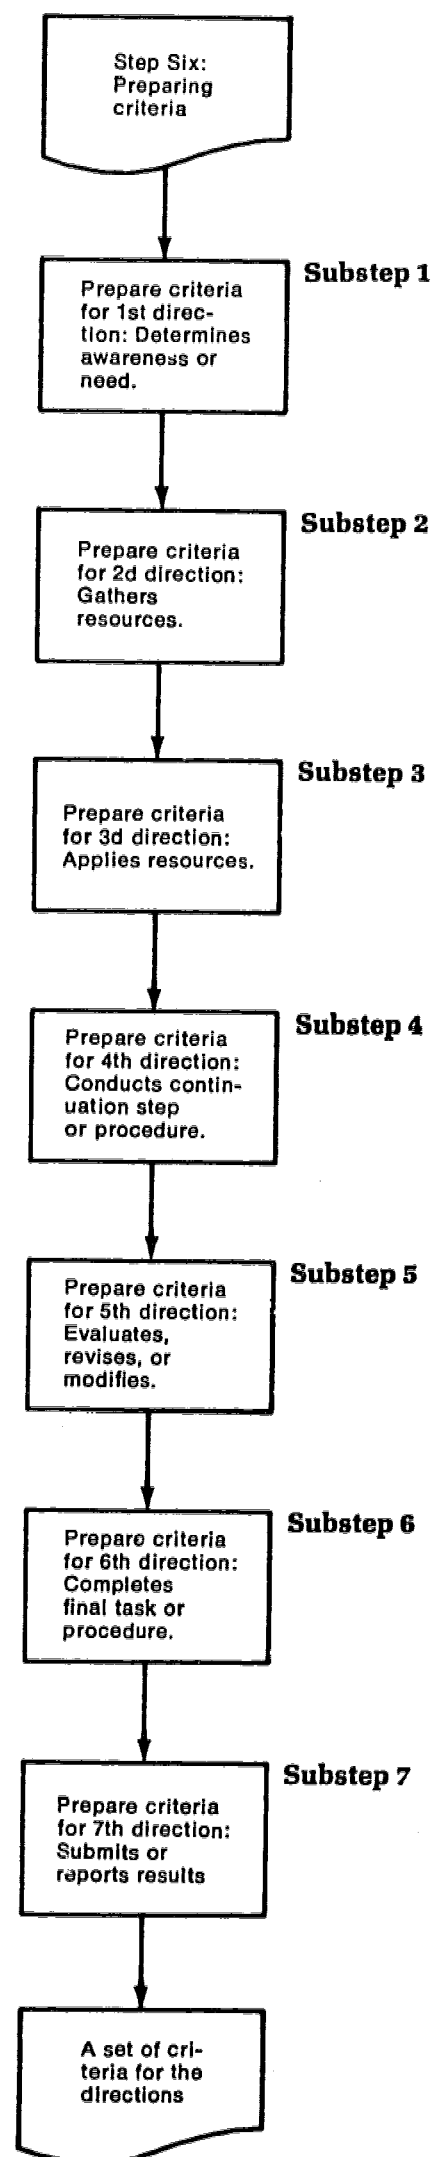 Step Six:
Preparing
criteria
Substep 1
Prepare criteria
for 1st direc-
tion: Determines
awareness or
need.
Substep 2
Prepare criteria
for 2d direction:
Gathers
resources.
Substep 3
Prepare criteria
for 3d direction:
Applies resources.
Substep 4
Prepare criteria
for 4th direction:
Conducts contin-
uation step
or procedure.
Substep 5
Prepare criteria
for 5th direction:
Evaluates,
revises, or
modifies.
Substep 6
Prepare criteria
for 6th direction:
Completes
final task or
procedure.
Substep 7
Prepare criteria
for 7th direction:
Submits or
reports results
A set of cri-
teria for the
directions